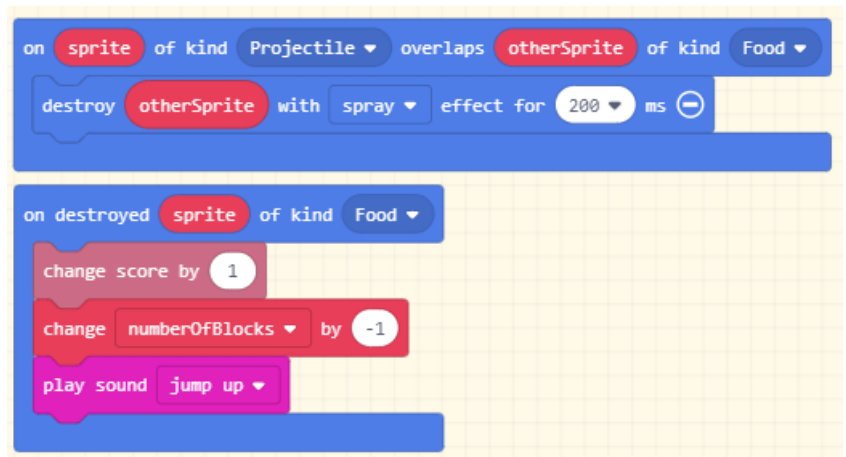 on sprite of kind Projectile overlaps otherSprite of kind Food
destroy otherSprite with spray effect for 200 ms
on destroyed sprite of kind Food
change score by 1
change numberOfBlocks by -1
play sound jump up